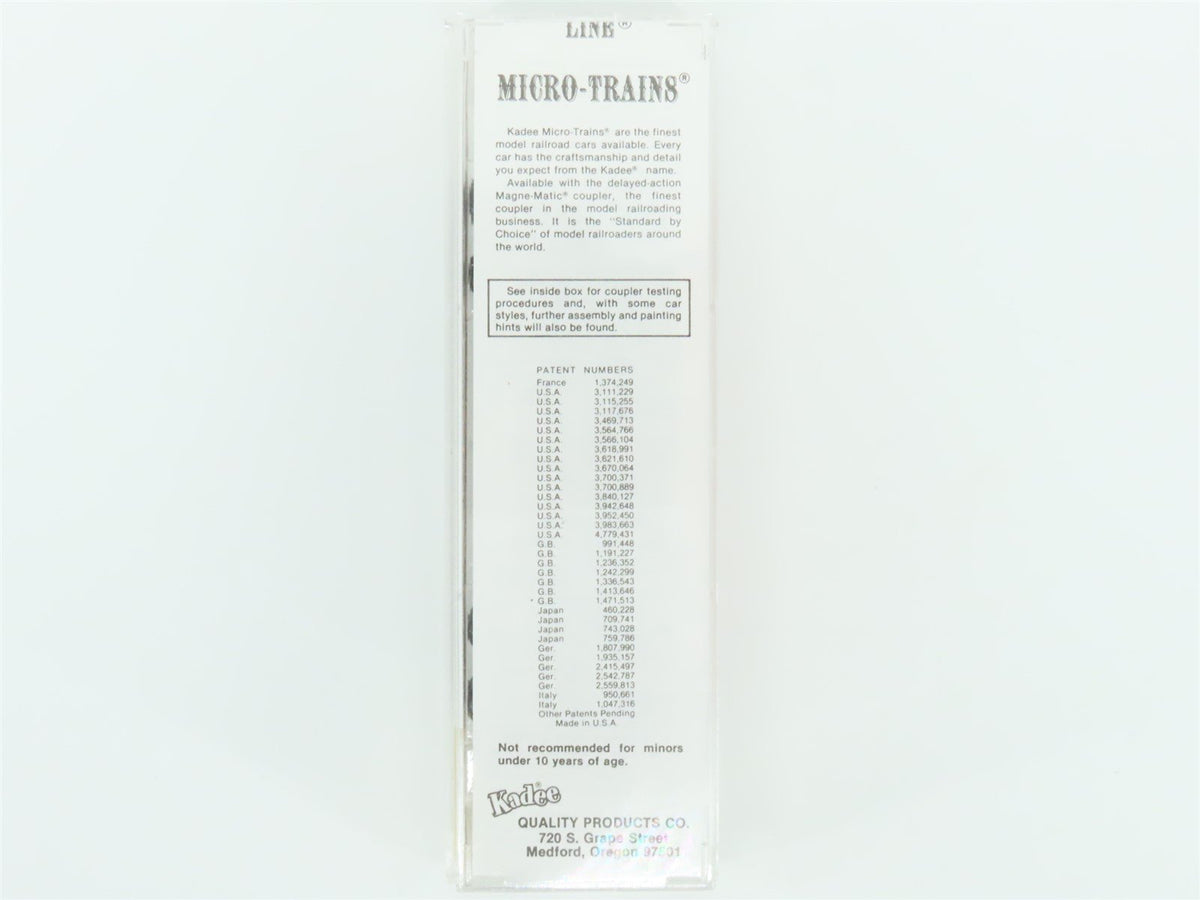 LINE®
MICRO-TRAINS®
Kadee Micro-Trains® are the finest
model railroad cars available. Every
car has the craftsmanship and detail
you expect from the Kadee® name.
Available with the delayed-action
Magne-Matic® coupler, the finest
coupler in the model railroading
business. It is the "Standard by
Choice" of model railroaders around
the world.
See inside box for coupler testing
procedures and, with some car
styles, further assembly and painting
hints will also be found.
PATENT NUMBERS
France 1,374,249
U.S.A. 3,111,229
U.S.A. 3,115,255
U.S.A. 3,117,676
U.S.A. 3,469,713
U.S.A. 3,564,766
U.S.A. 3,566,104
U.S.A. 3,618,991
U.S.A. 3,621,610
U.S.A. 3,670,064
U.S.A. 3,700,371
U.S.A. 3,700,889
U.S.A. 3,840,127
U.S.A. 3,942,648
U.S.A. 3,952,450
U.S.A. 3,983,663
U.S.A. 4,779,431
G.B. 991,448
G.B. 1,191,227
G.B. 1,236,352
G.B. 1,242,299
G.B. 1,336,543
G.B. 1,413,646
G.B. 1,471,513
Japan 460,228
Japan 709,741
Japan 743,028
Japan 759,786
Ger. 1,807,990
Ger. 1,935,157
Ger. 2,415,497
Ger. 2,542,787
Ger. 2,559,813
Italy 950,661
Italy 1,047,316
Other Patents Pending
Made in U.S.A.
Not recommended for minors
under 10 years of age.
Kadee®
QUALITY PRODUCTS CO.
720 S. Grape Street
Medford, Oregon 97501